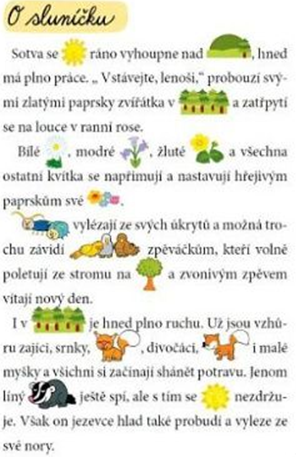 O sluníčku
Sotva se ráno vyhoupne nad , hned
má plno práce. „ Vstávejte, lenoši,“ probouzí svý-
mi zlatými paprsky zvířátka v a zatřpytí
se na louce v ranní rose.
Bílé , modré , žluté a všechna
ostatní kvítka se napřimují a nastavují hřejivým
paprskům své .
vylézají ze svých úkrytů a možná tro-
chu závidí zpěváčkům, kteří volně
poletují ze stromu na a zvonivým zpěvem
vítají nový den.
I v je hned plno ruchu. Už jsou vzhů-
ru zajíci, srnky, , divočáci, i malé
myšky a všichni si začínají shánět potravu. Jenom
líný ještě spí, ale s tím se nezdržu-
je. Však on jezevce hlad také probudí a vyleze ze
své nory.